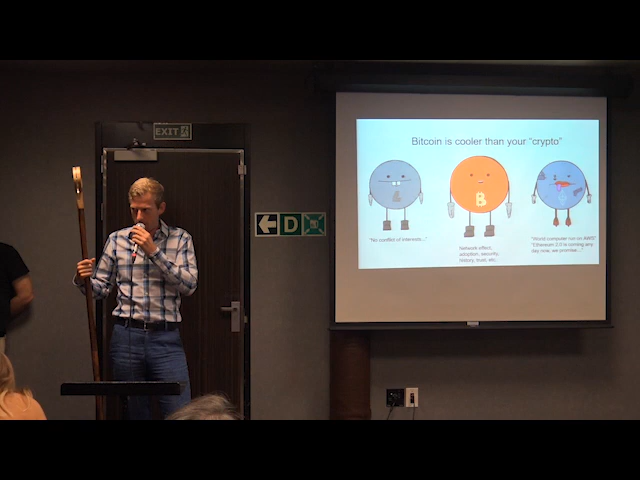 EXIT
D
Bitcoin is cooler than your "crypto"
B
"No conflict of interests...!"
Network effect,
adoption, security,
History, trust, etc.
"World computer run on AWS"
"Ethereum 2.0 is coming any-
day now, we promise...!"